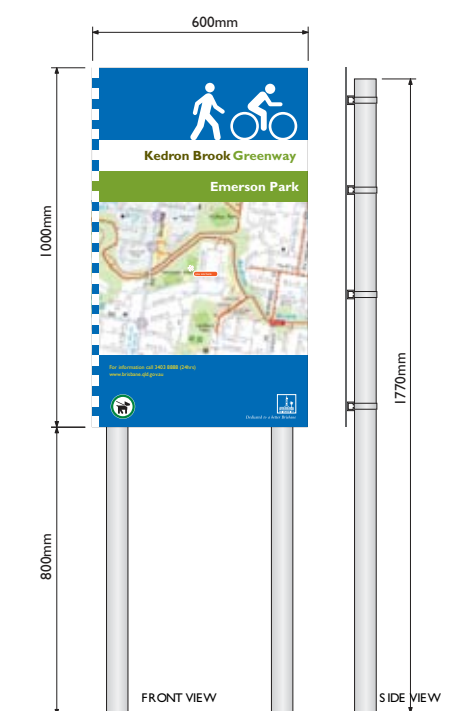 600mm
Kedron Brook Greenway
Emerson Park
1000mm
1770mm
For information call 3403 8888 (24hrs)
www.brisbane.qld.gov.au
Dedicated to a better Brisbane
800mm
FRONT VIEW
SIDE VIEW